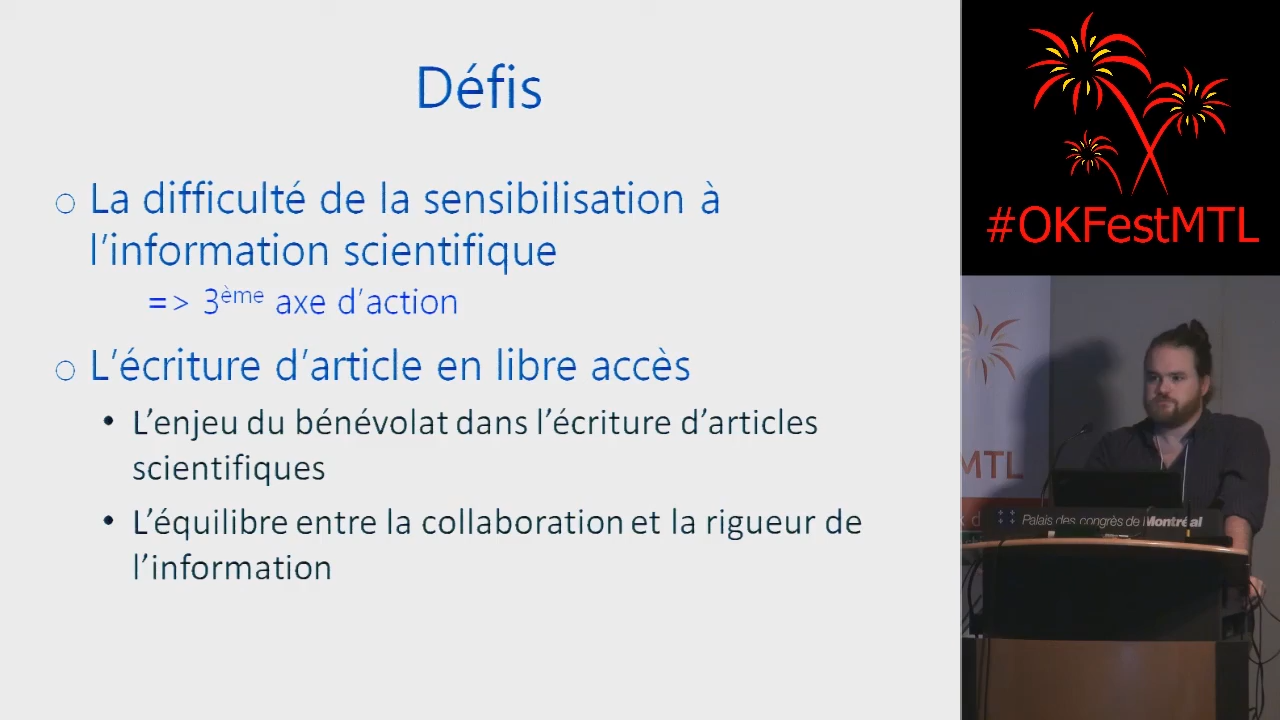 Défis
o La difficulté de la sensibilisation à
l’information scientifique
=> 3ème axe d’action
o L’écriture d’article en libre accès
• L’enjeu du bénévolat dans l’écriture d’articles
scientifiques
• L’équilibre entre la collaboration et la rigueur de
l’information
#OKFestMTL
MTL
Palais des congrès de Montréal